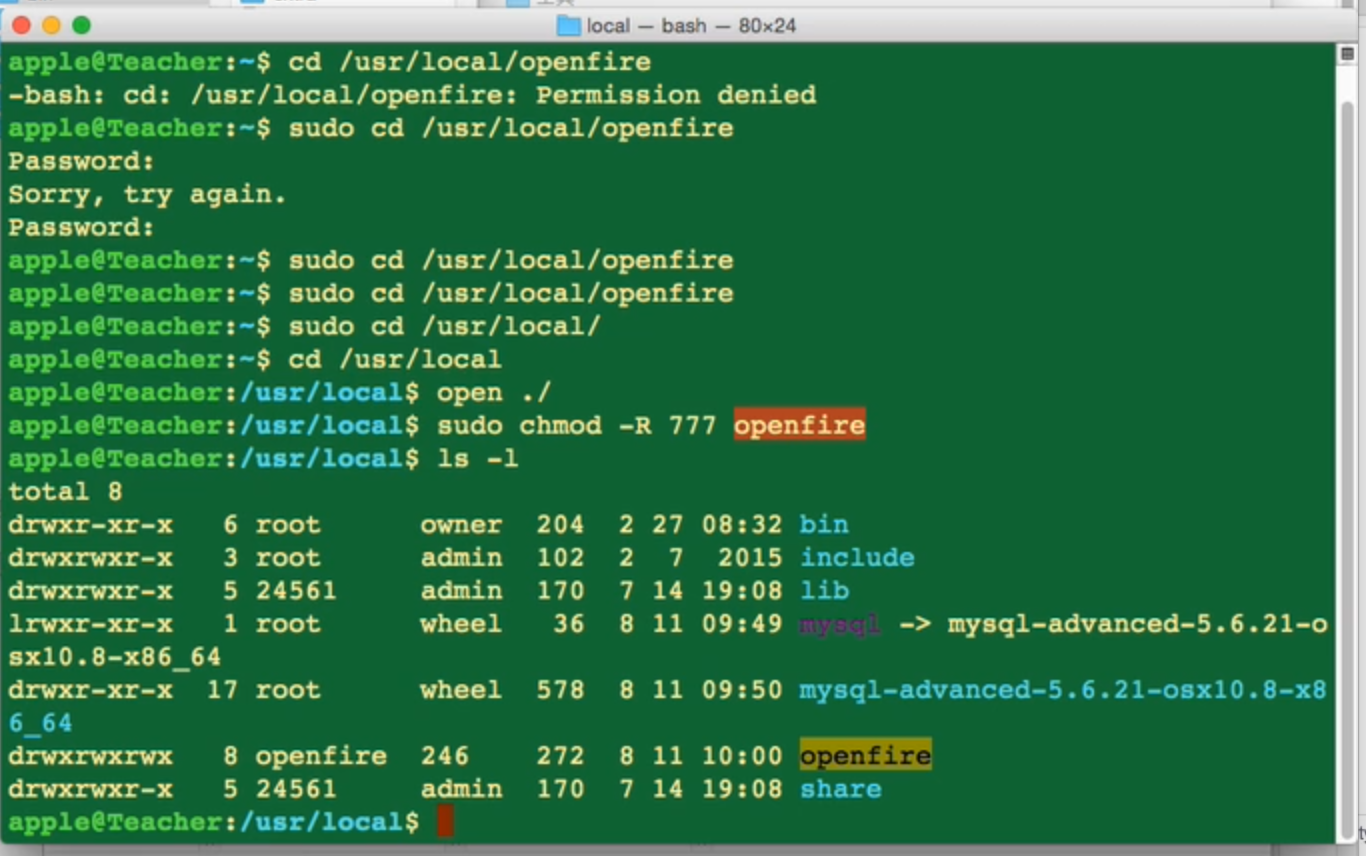 local — bash — 80×24
apple@Teacher:~$ cd /usr/local/openfire
-bash: cd: /usr/local/openfire: Permission denied
apple@Teacher:~$ sudo cd /usr/local/openfire
Password:
Sorry, try again.
Password:
apple@Teacher:~$ sudo cd /usr/local/openfire
apple@Teacher:~$ sudo cd /usr/local/openfire
apple@Teacher:~$ sudo cd /usr/local/
apple@Teacher:~$ cd /usr/local
apple@Teacher:/usr/local$ open ./
apple@Teacher:/usr/local$ sudo chmod -R 777 openfire
apple@Teacher:/usr/local$ ls -l
total 8
drwxr-xr-x   6 root      owner  204  2 27 08:32 bin
drwxrwxr-x   3 root      admin  102  2  7  2015 include
drwxrwxr-x   5 24561     admin  170  7 14 19:08 lib
lrwxr-xr-x   1 root      wheel   36  8 11 09:49 mysql -> mysql-advanced-5.6.21-o
sx10.8-x86_64
drwxr-xr-x  17 root      wheel  578  8 11 09:50 mysql-advanced-5.6.21-osx10.8-x8
6_64
drwxrwxrwx   8 openfire  246    272  8 11 10:00 openfire
drwxrwxr-x   5 24561     admin  170  7 14 19:08 share
apple@Teacher:/usr/local$